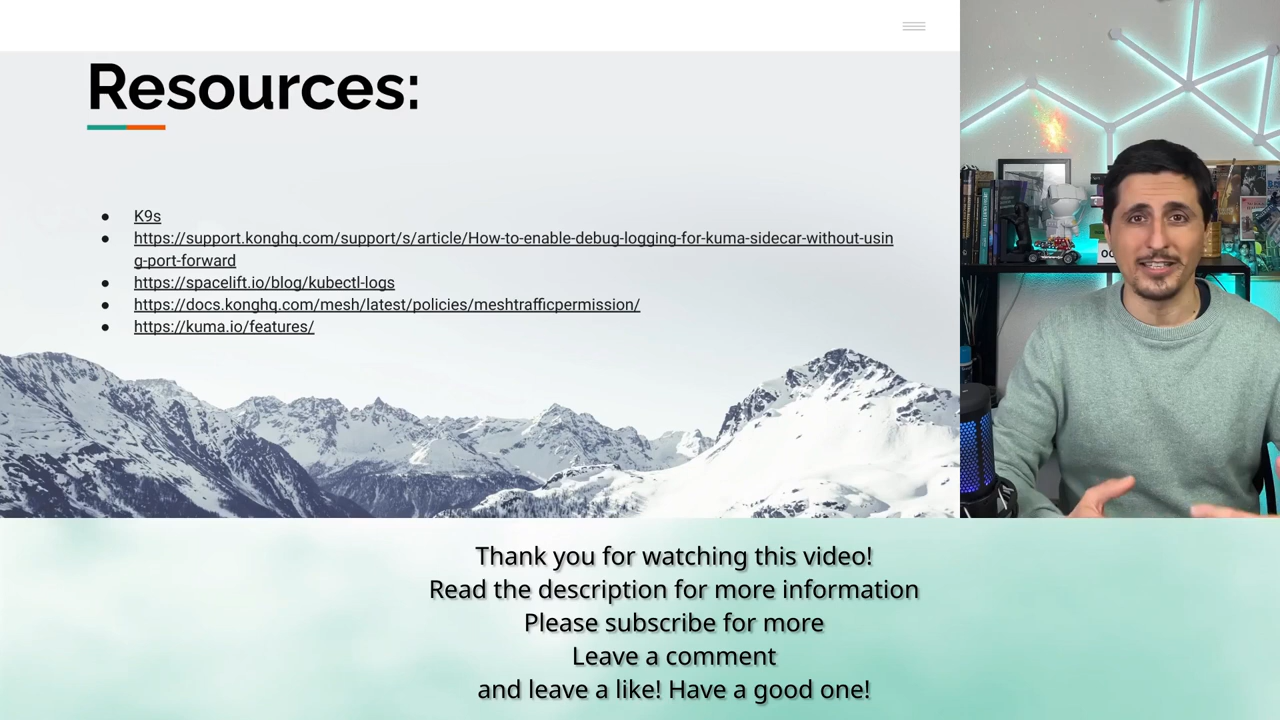 Resources:
● K9s
● https://support.konghq.com/support/s/article/How-to-enable-debug-logging-for-kuma-sidecar-without-usin
g-port-forward
● https://spacelift.io/blog/kubectl-logs
● https://docs.konghq.com/mesh/latest/policies/meshtrafficpermission/
● https://kuma.io/features/
Thank you for watching this video!
Read the description for more information
Please subscribe for more
Leave a comment
and leave a like! Have a good one!